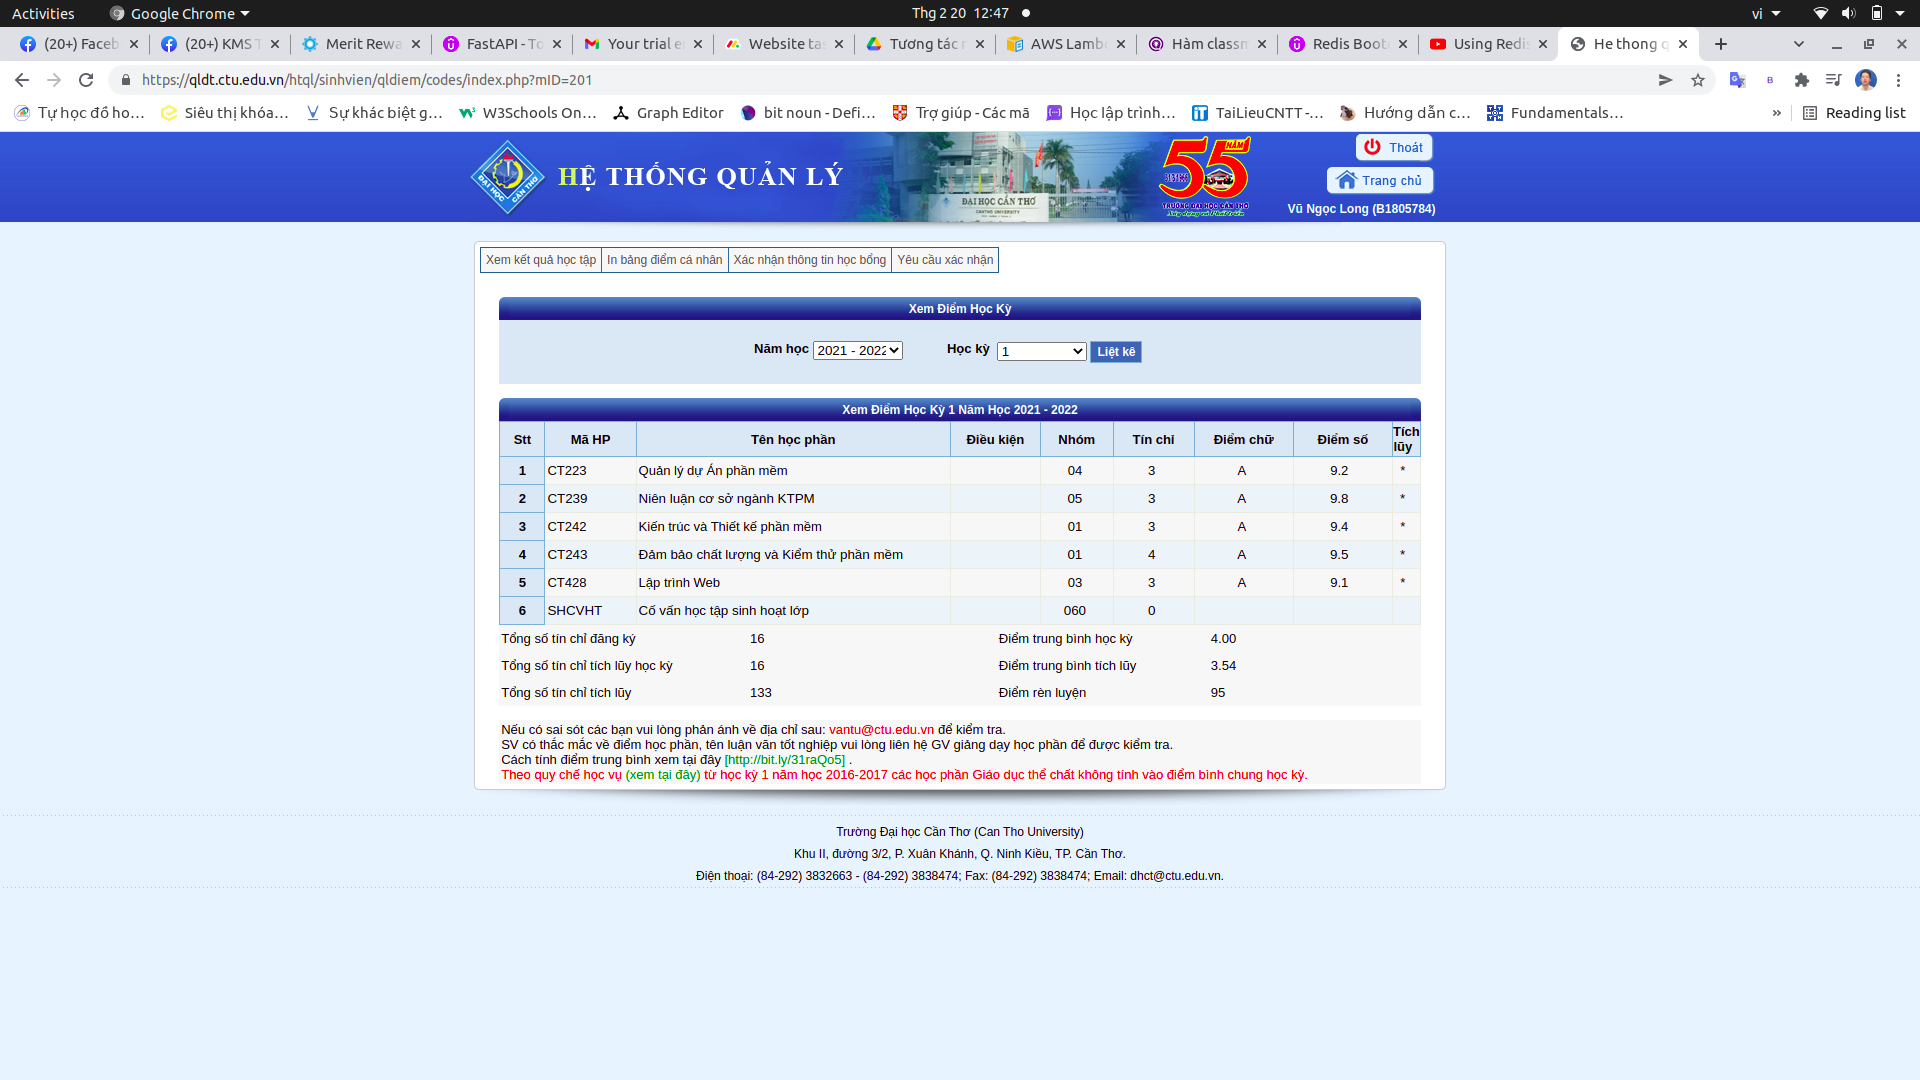 Activities Google Chrome Thg 2 20 12:47 vi
(20+) Faceb (20+) KMS T Merit Rewa FastAPI - To Your trial e Website ta Tương tác AWS Lamb Hàm classm Redis Boot Using Redis He thong q
https://qldt.ctu.edu.vn/htql/sinhvien/qldiem/codes/index.php?mID=201
Tự học đồ ho... Siêu thị khóa... Sự khác biệt g... W3Schools On... Graph Editor bit noun - Defi... Trợ giúp - Các mã Học lập trình... TaiLieuCNTT -... Hướng dẫn c... Fundamentals... » Reading list
HỆ THỐNG QUẢN LÝ
ĐẠI HỌC CẦN THƠ
ĐẠI HỌC CẦN THƠ
55 NĂM
TRƯỜNG ĐẠI HỌC CẦN THƠ
Thoát
Trang chủ
Vũ Ngọc Long (B1805784)
Xem kết quả học tập In bảng điểm cá nhân Xác nhận thông tin học bổng Yêu cầu xác nhận
Xem Điểm Học Kỳ
Năm học 2021 - 2022 Học kỳ 1 Liệt kê
Xem Điểm Học Kỳ 1 Năm Học 2021 - 2022
Stt Mã HP Tên học phần Điều kiện Nhóm Tín chỉ Điểm chữ Điểm số Tích lũy
1 CT223 Quản lý dự Án phần mềm 04 3 A 9.2 *
2 CT239 Niên luận cơ sở ngành KTPM 05 3 A 9.8 *
3 CT242 Kiến trúc và Thiết kế phần mềm 01 3 A 9.4 *
4 CT243 Đảm bảo chất lượng và Kiểm thử phần mềm 01 4 A 9.5 *
5 CT428 Lập trình Web 03 3 A 9.1 *
6 SHCVHT Cố vấn học tập sinh hoạt lớp 060 0
Tổng số tín chỉ đăng ký 16 Điểm trung bình học kỳ 4.00
Tổng số tín chỉ tích lũy học kỳ 16 Điểm trung bình tích lũy 3.54
Tổng số tín chỉ tích lũy 133 Điểm rèn luyện 95
Nếu có sai sót các bạn vui lòng phản ánh về địa chỉ sau: vantu@ctu.edu.vn để kiểm tra.
SV có thắc mắc về điểm học phần, tên luận văn tốt nghiệp vui lòng liên hệ GV giảng dạy học phần để được kiểm tra.
Cách tính điểm trung bình xem tại đây [http://bit.ly/31raQo5] .
Theo quy chế học vụ (xem tại đây) từ học kỳ 1 năm học 2016-2017 các học phần Giáo dục thể chất không tính vào điểm bình chung học kỳ.
Trường Đại học Cần Thơ (Can Tho University)
Khu II, đường 3/2, P. Xuân Khánh, Q. Ninh Kiều, TP. Cần Thơ.
Điện thoại: (84-292) 3832663 - (84-292) 3838474; Fax: (84-292) 3838474; Email: dhct@ctu.edu.vn.